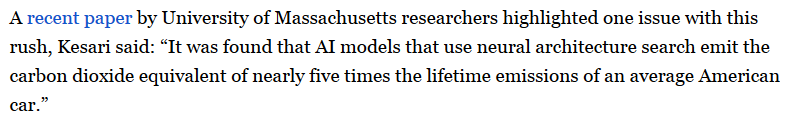 A recent paper by University of Massachusetts researchers highlighted one issue with this
rush, Kesari said: “It was found that AI models that use neural architecture search emit the
carbon dioxide equivalent of nearly five times the lifetime emissions of an average American
car.”